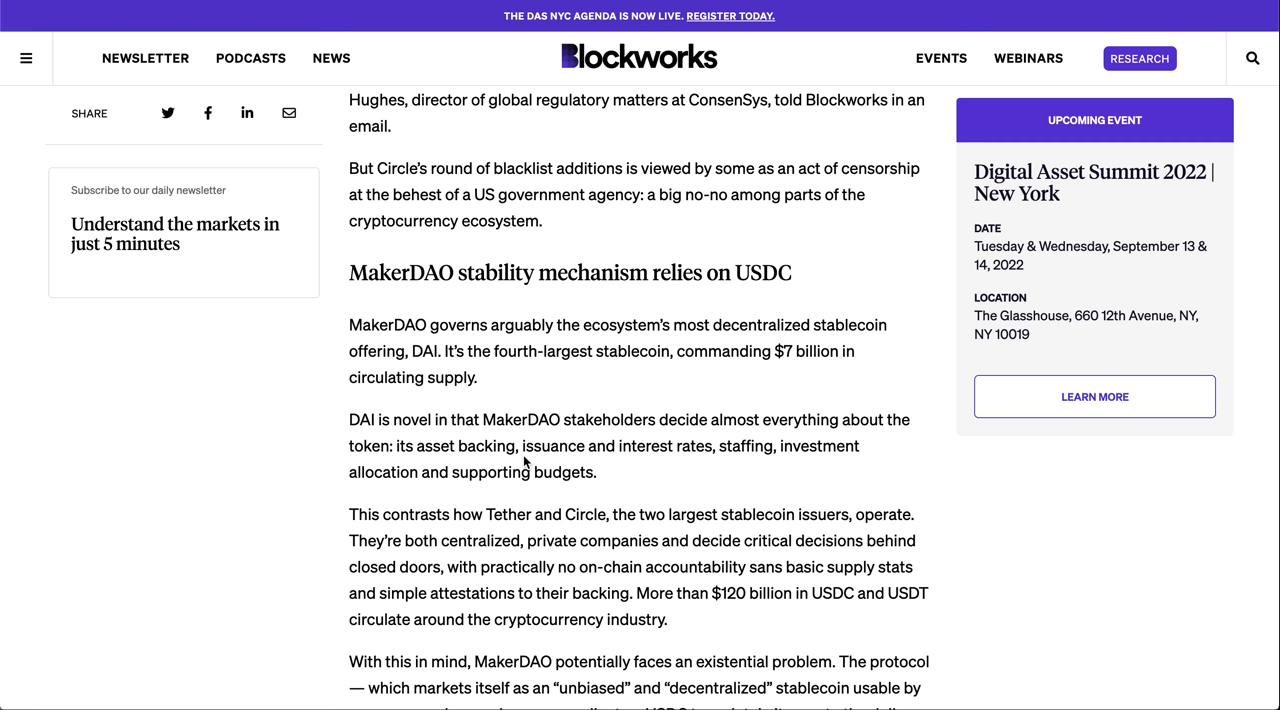 THE DAS NYC AGENDA IS NOW LIVE. REGISTER TODAY.
NEWSLETTER PODCASTS NEWS Blockworks EVENTS WEBINARS RESEARCH
SHARE
Subscribe to our daily newsletter
Understand the markets in
just 5 minutes
Hughes, director of global regulatory matters at ConsenSys, told Blockworks in an
email.
But Circle’s round of blacklist additions is viewed by some as an act of censorship
at the behest of a US government agency: a big no-no among parts of the
cryptocurrency ecosystem.
MakerDAO stability mechanism relies on USDC
MakerDAO governs arguably the ecosystem’s most decentralized stablecoin
offering, DAI. It’s the fourth-largest stablecoin, commanding $7 billion in
circulating supply.
DAI is novel in that MakerDAO stakeholders decide almost everything about the
token: its asset backing, issuance and interest rates, staffing, investment
allocation and supporting budgets.
This contrasts how Tether and Circle, the two largest stablecoin issuers, operate.
They’re both centralized, private companies and decide critical decisions behind
closed doors, with practically no on-chain accountability sans basic supply stats
and simple attestations to their backing. More than $120 billion in USDC and USDT
circulate around the cryptocurrency industry.
With this in mind, MakerDAO potentially faces an existential problem. The protocol
— which markets itself as an “unbiased” and “decentralized” stablecoin usable by
UPCOMING EVENT
Digital Asset Summit 2022 |
New York
DATE
Tuesday & Wednesday, September 13 &
14, 2022
LOCATION
The Glasshouse, 660 12th Avenue, NY,
NY 10019
LEARN MORE